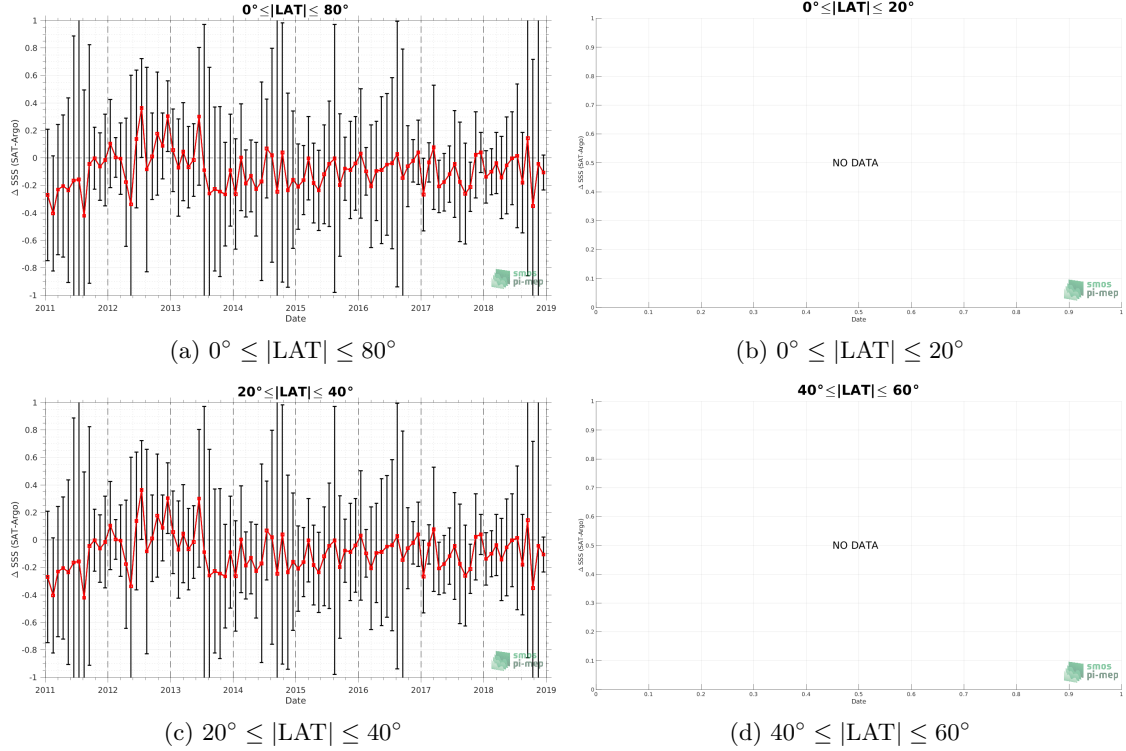 0°≤|LAT|≤ 80°
1
0.8
0.6
0.4
0.2
0
-0.2
-0.4
-0.6
-0.8
-1
Δ SSS (SAT-Argo)
2011 2012 2013 2014 2015 2016 2017 2018 2019
Date
smos
pi-mep
(a) 0° ≤ |LAT| ≤ 80°
0°≤|LAT|≤ 20°
1
0.9
0.8
0.7
0.6
0.5
0.4
0.3
0.2
0.1
0
Δ SSS (SAT-Argo)
NO DATA
0 0.1 0.2 0.3 0.4 0.5 0.6 0.7 0.8 0.9 1
Date
smos
pi-mep
(b) 0° ≤ |LAT| ≤ 20°
20°≤|LAT|≤ 40°
1
0.8
0.6
0.4
0.2
0
-0.2
-0.4
-0.6
-0.8
-1
Δ SSS (SAT-Argo)
2011 2012 2013 2014 2015 2016 2017 2018 2019
Date
smos
pi-mep
(c) 20° ≤ |LAT| ≤ 40°
40°≤|LAT|≤ 60°
1
0.9
0.8
0.7
0.6
0.5
0.4
0.3
0.2
0.1
0
Δ SSS (SAT-Argo)
NO DATA
0 0.1 0.2 0.3 0.4 0.5 0.6 0.7 0.8 0.9 1
Date
smos
pi-mep
(d) 40° ≤ |LAT| ≤ 60°